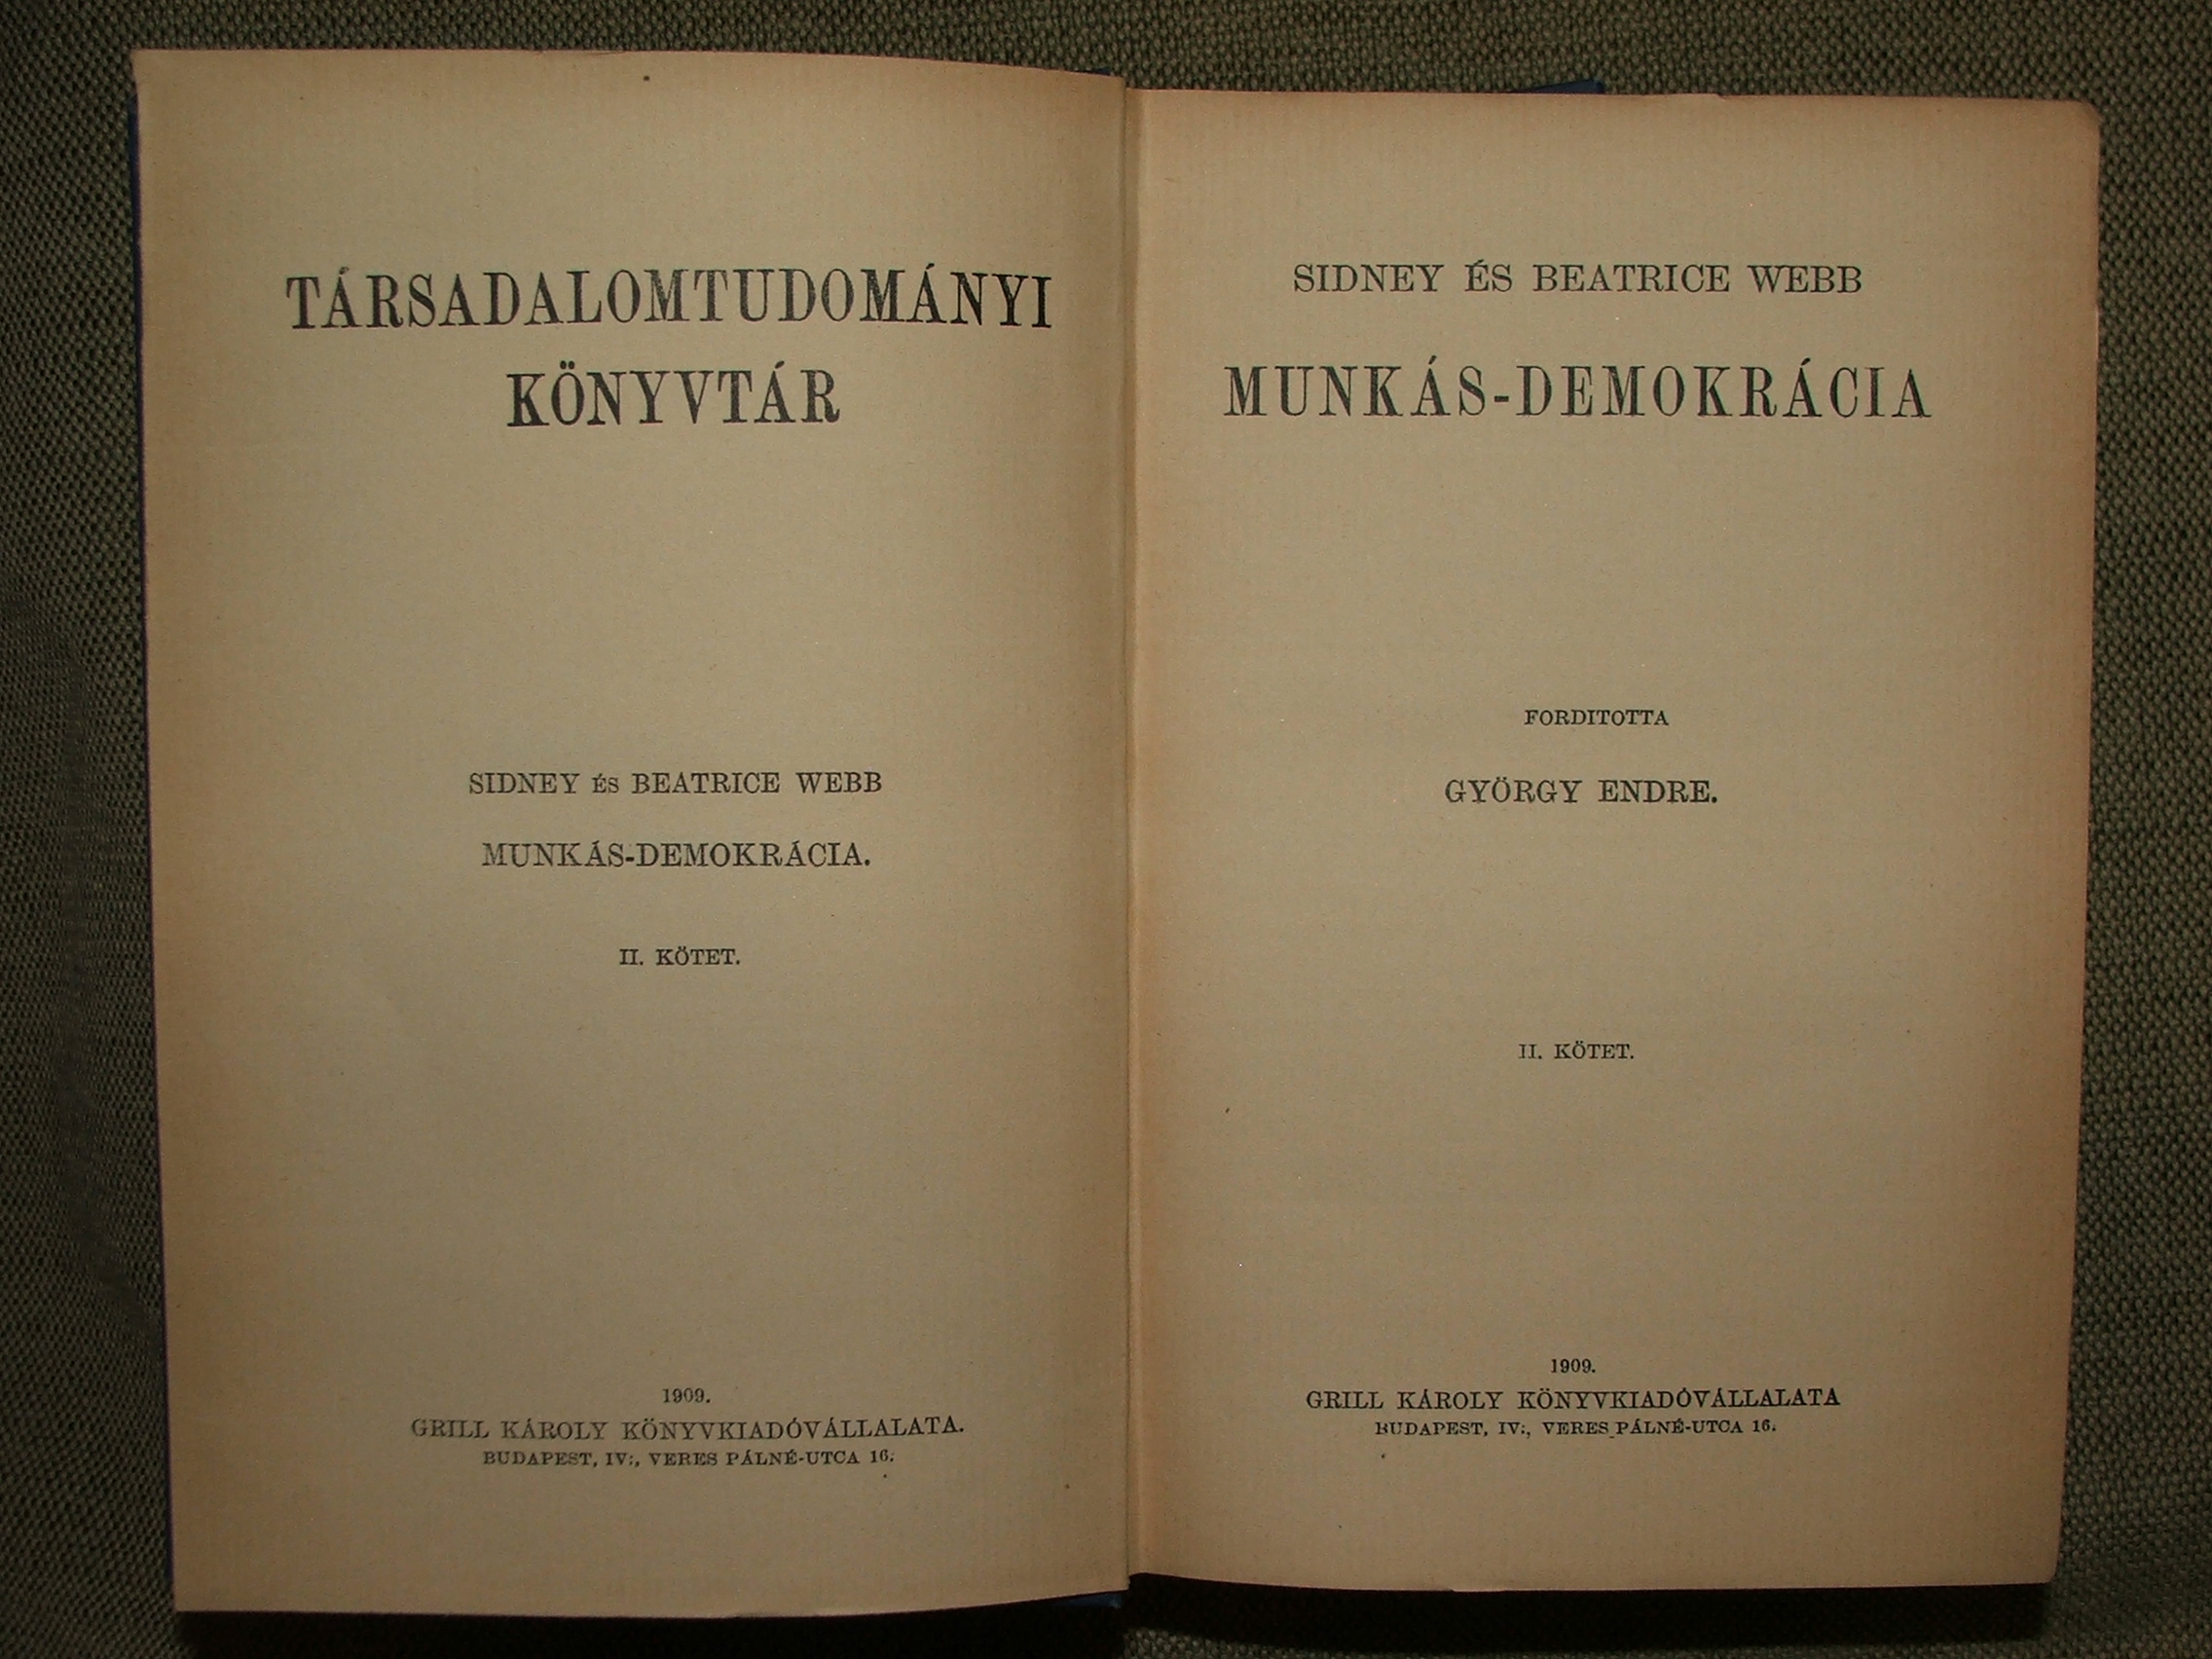 TÁRSADALOMTUDOMÁNYI
KÖNYVTÁR
SIDNEY ÉS BEATRICE WEBB
MUNKÁS-DEMOKRÁCIA.
II. KÖTET.
1909.
GRILL KÁROLY KÖNYVKIADÓVÁLLALATA.
BUDAPEST, IV:, VERES PÁLNÉ-UTCA 16.
SIDNEY ÉS BEATRICE WEBB
MUNKÁS-DEMOKRÁCIA
FORDITOTTA
GYÖRGY ENDRE.
II. KÖTET.
1909.
GRILL KÁROLY KÖNYVKIADÓVÁLLALATA
BUDAPEST, IV:, VERES PÁLNÉ-UTCA 16.